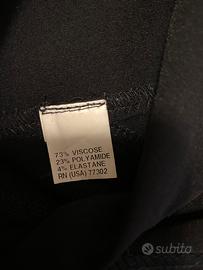 73% VISCOSE
23% POLYAMIDE
4% ELASTANE
RN (USA) 77302
subito